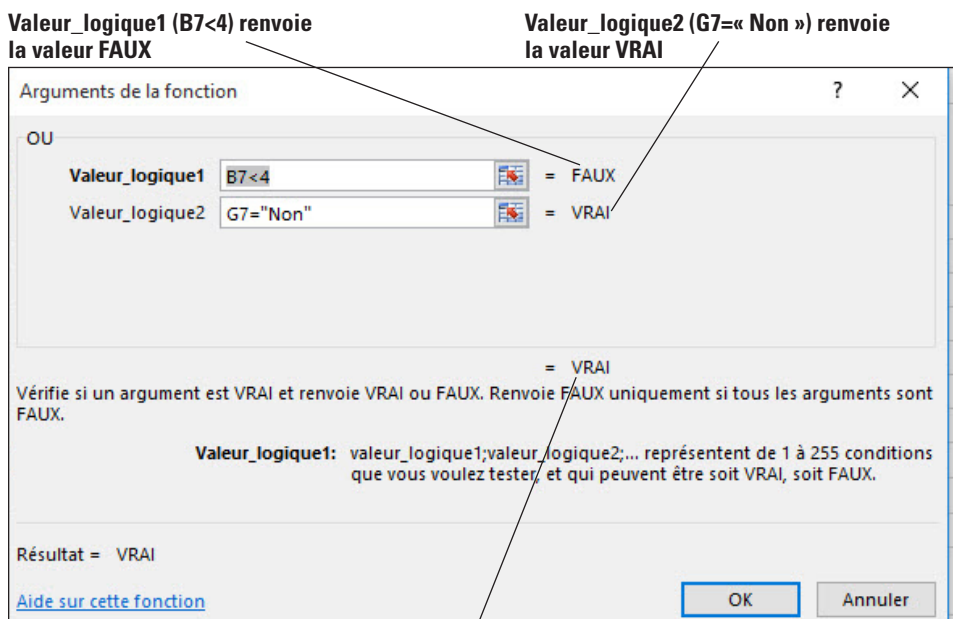 Valeur_logique1 (B7<4) renvoie
la valeur FAUX
Valeur_logique2 (G7=« Non ») renvoie
la valeur VRAI
Arguments de la fonction
?
OU
Valeur_logique1 B7<4 = FAUX
Valeur_logique2 G7="Non" = VRAI
= VRAI
Vérifie si un argument est VRAI et renvoie VRAI ou FAUX. Renvoie FAUX uniquement si tous les arguments sont
FAUX.
Valeur_logique1: valeur_logique1;valeur_logique2;... représentent de 1 à 255 conditions
que vous voulez tester, et qui peuvent être soit VRAI, soit FAUX.
Résultat = VRAI
Aide sur cette fonction
OK
Annuler